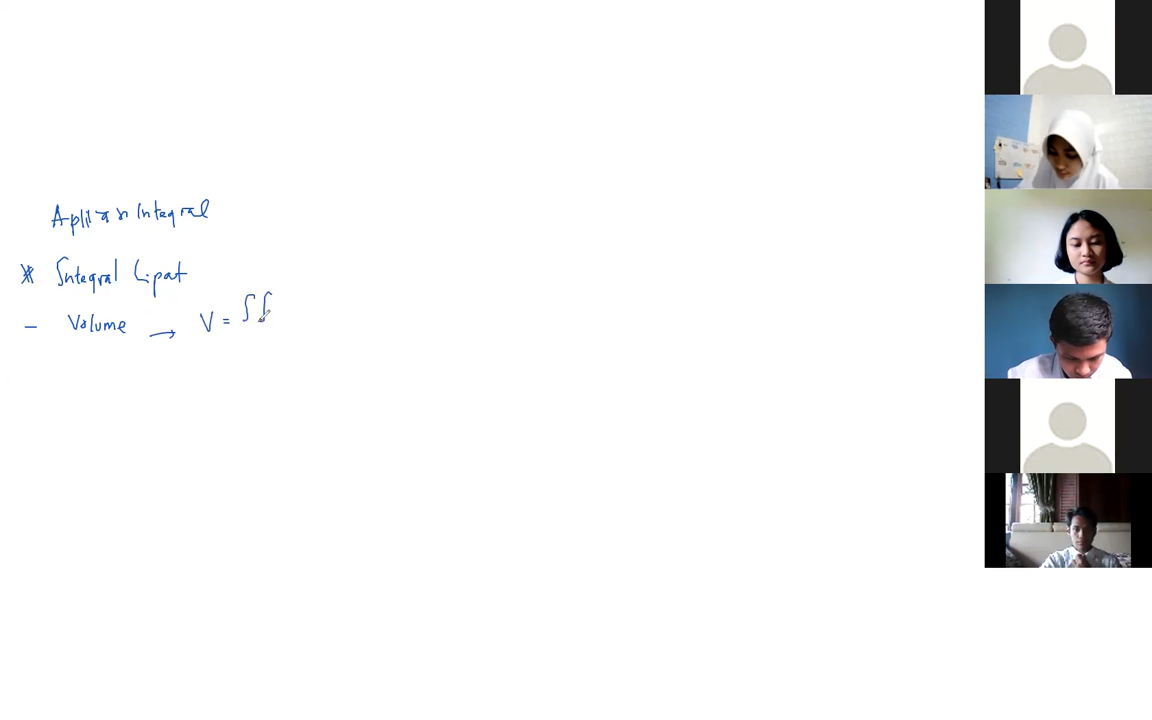 Aplikasi Integral
* Integral Lipat
- Volume → V = ∫∫